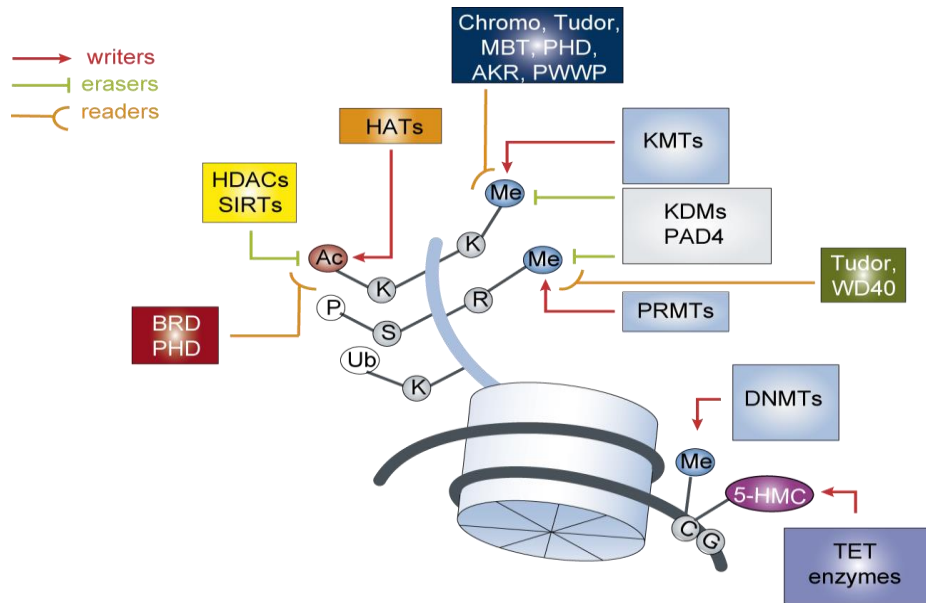 Chromo, Tudor,
MBT, PHD,
AKR, PWWP
writers
erasers
readers
HATs
KMTs
HDACs
SIRTs
Me
KDMs
PAD4
K
Ac
Me
K
R
Tudor,
WD40
P
S
PRMTs
BRD
PHD
Ub
K
DNMTs
Me
5-HMC
C
G
TET
enzymes